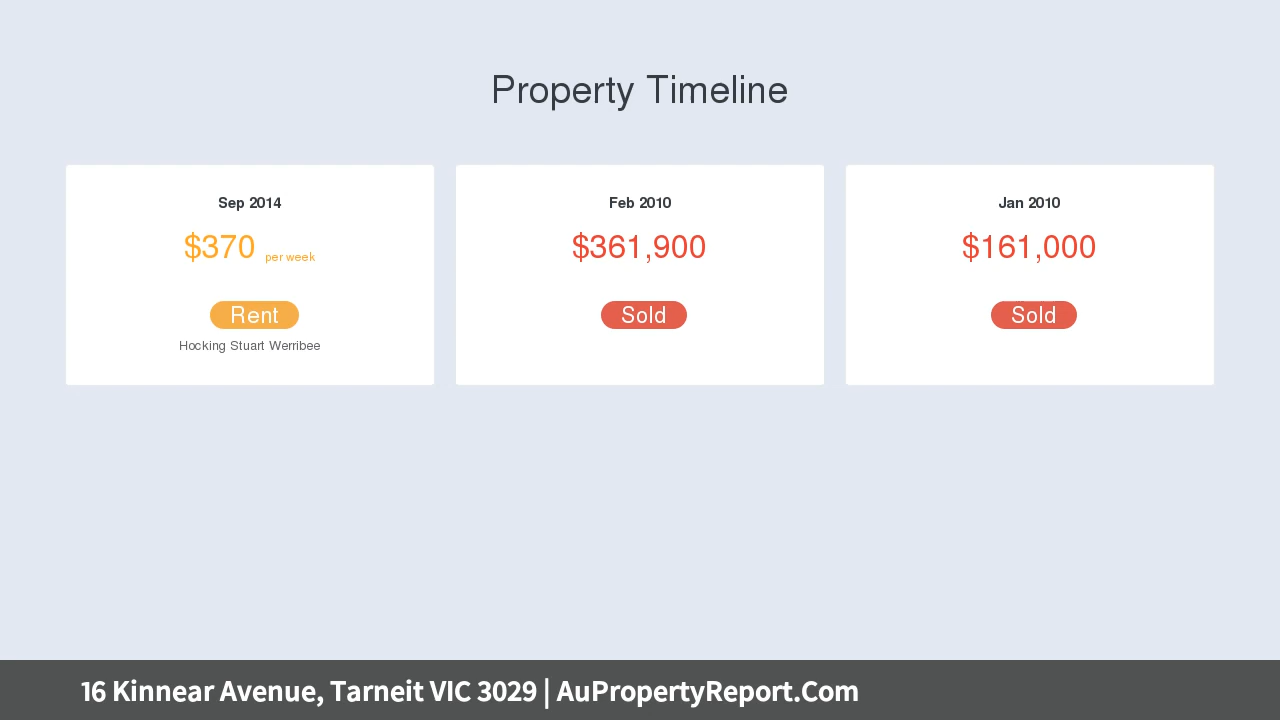 Property Timeline
Sep 2014
$370 per week
Rent
Hocking Stuart Werribee
Feb 2010
$361,900
Sold
Jan 2010
$161,000
Sold
16 Kinnear Avenue, Tarneit VIC 3029 | AuPropertyReport.Com